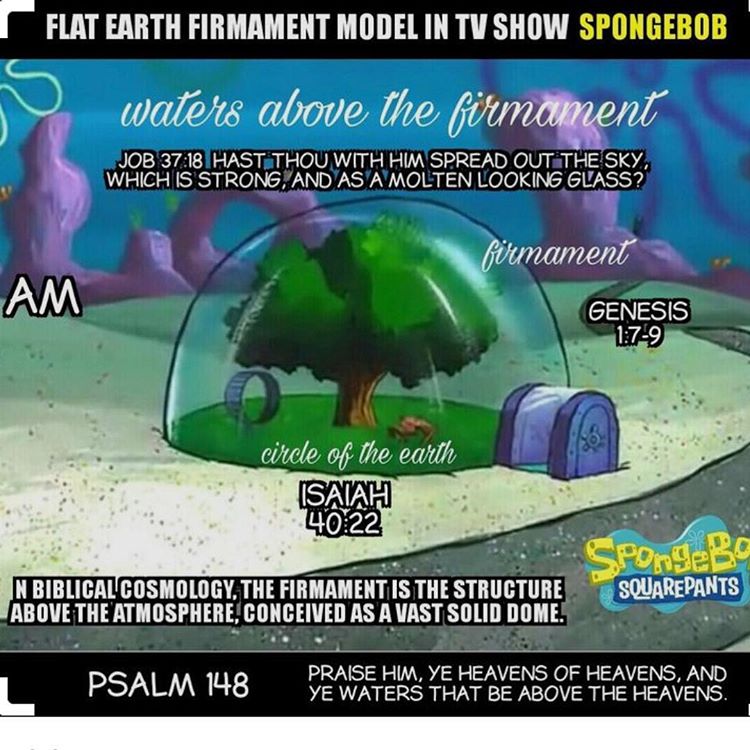 FLAT EARTH FIRMAMENT MODEL IN TV SHOW SPONGEBOB
waters above the firmament
JOB 37:18 HAST THOU WITH HIM SPREAD OUT THE SKY,
WHICH IS STRONG, AND AS A MOLTEN LOOKING GLASS?
firmament
AM
GENESIS
1:7-9
circle of the earth
ISAIAH
40:22
SPONGEBO
SQUAREPANTS
N BIBLICAL COSMOLOGY, THE FIRMAMENT IS THE STRUCTURE
ABOVE THE ATMOSPHERE, CONCEIVED AS A VAST SOLID DOME.
PSALM 148
PRAISE HIM, YE HEAVENS OF HEAVENS, AND
YE WATERS THAT BE ABOVE THE HEAVENS.